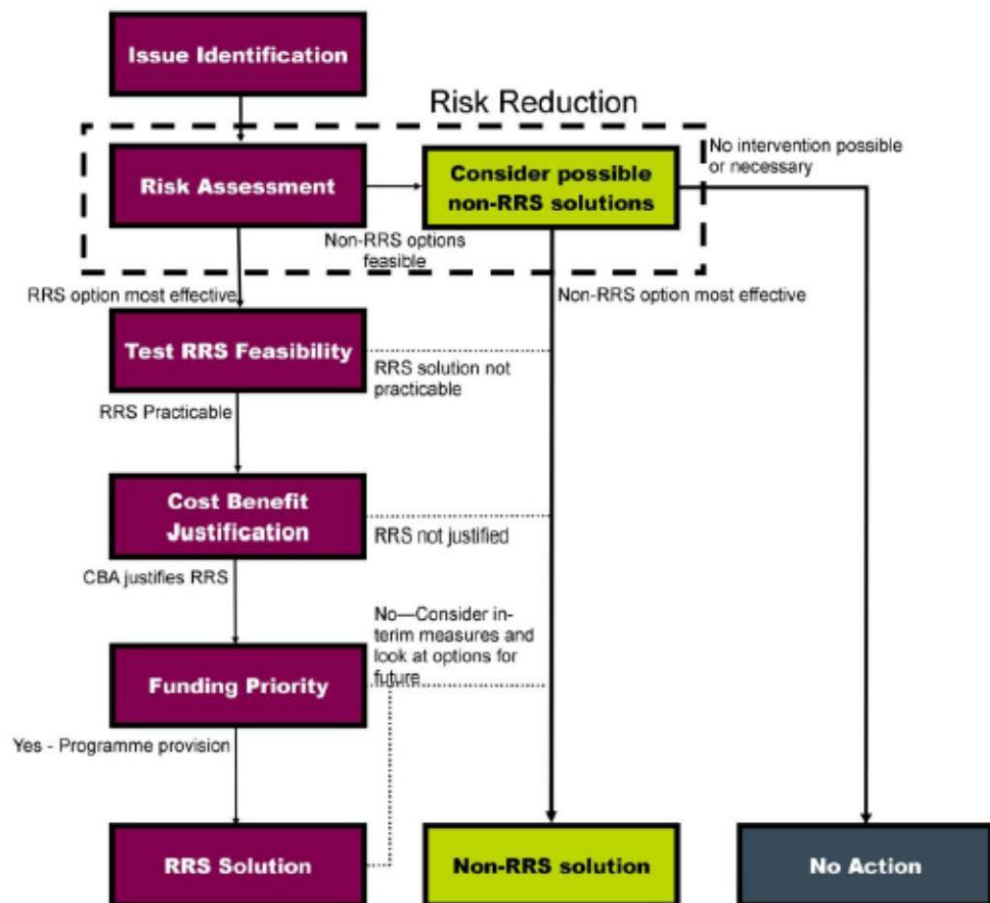 Issue Identification
Risk Reduction
No intervention possible
or necessary
Risk Assessment
Consider possible
non-RRS solutions
Non-RRS options
feasible
RRS option most effective
Non-RRS option most effective
Test RRS Feasibility
RRS solution not
practicable
RRS Practicable
Cost Benefit
Justification
RRS not justified
CBA justifies RRS
No—Consider in-
terim measures and
look at options for
future
Funding Priority
Yes - Programme provision
RRS Solution
Non-RRS solution
No Action